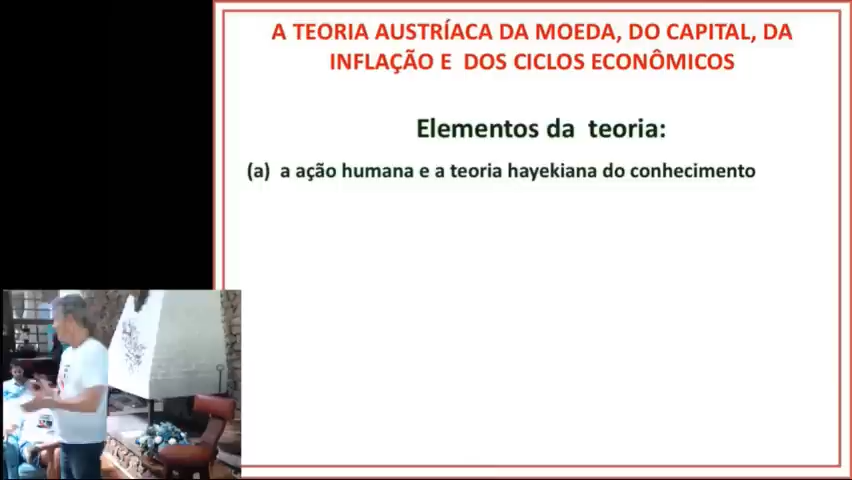 A TEORIA AUSTRÍACA DA MOEDA, DO CAPITAL, DA
INFLAÇÃO E DOS CICLOS ECONÔMICOS
Elementos da teoria:
(a) a ação humana e a teoria hayekiana do conhecimento